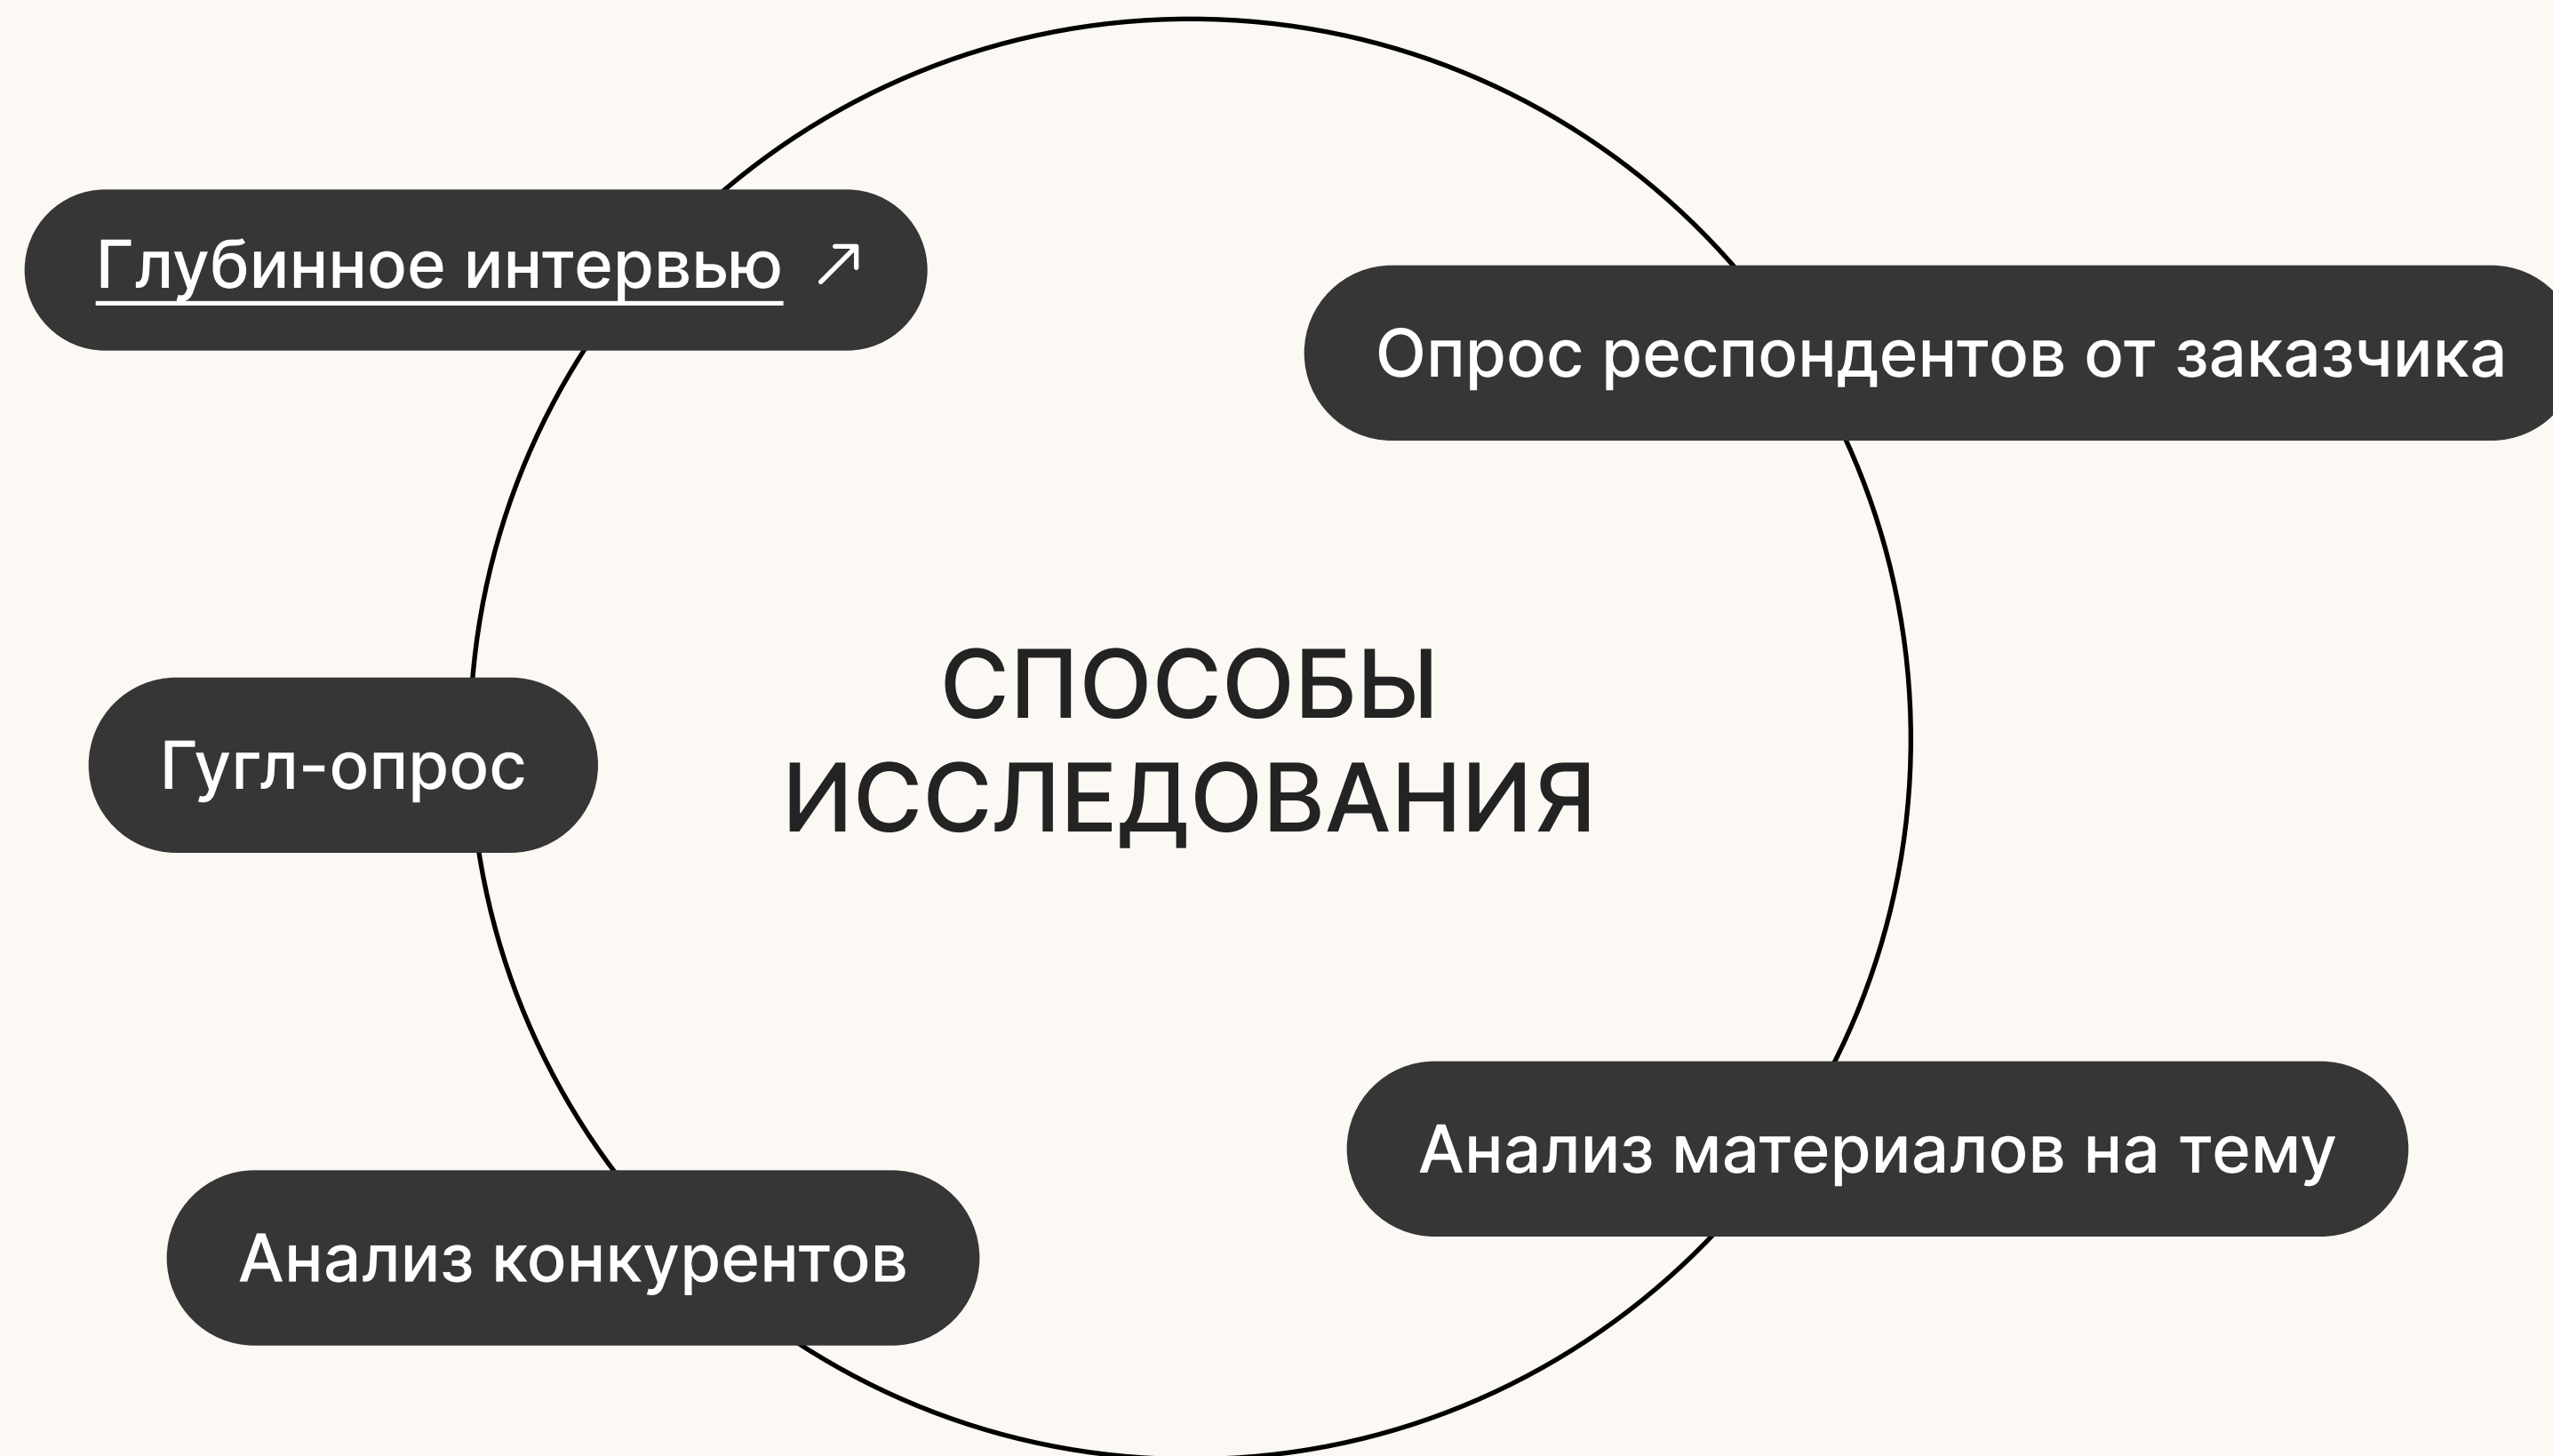 Глубинное интервью
Опрос респондентов от заказчика
СПОСОБЫ
ИССЛЕДОВАНИЯ
Гугл-опрос
Анализ материалов на тему
Анализ конкурентов